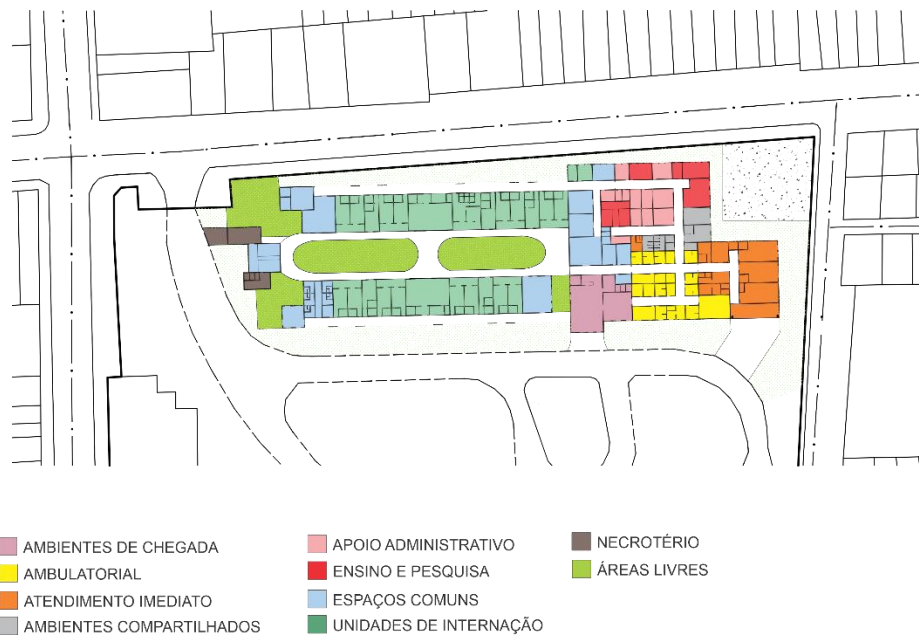 AMBIENTES DE CHEGADA
AMBULATORIAL
ATENDIMENTO IMEDIATO
AMBIENTES COMPARTILHADOS
APOIO ADMINISTRATIVO
ENSINO E PESQUISA
ESPAÇOS COMUNS
UNIDADES DE INTERNAÇÃO
NECROTÉRIO
ÁREAS LIVRES